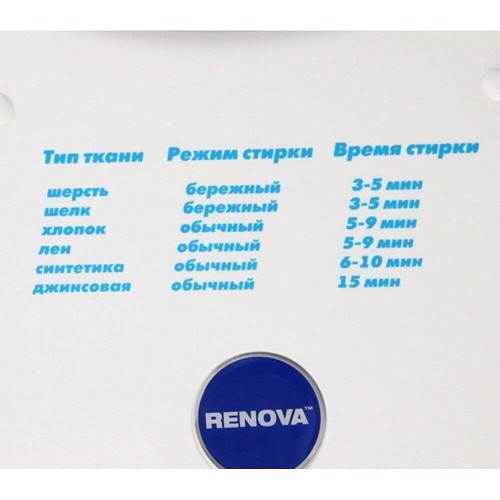 Тип ткани Режим стирки Время стирки
шерсть бережный 3-5 мин
шелк бережный 3-5 мин
хлопок обычный 5-9 мин
лен обычный 5-9 мин
синтетика обычный 6-10 мин
джинсовая обычный 15 мин
RENOVA™